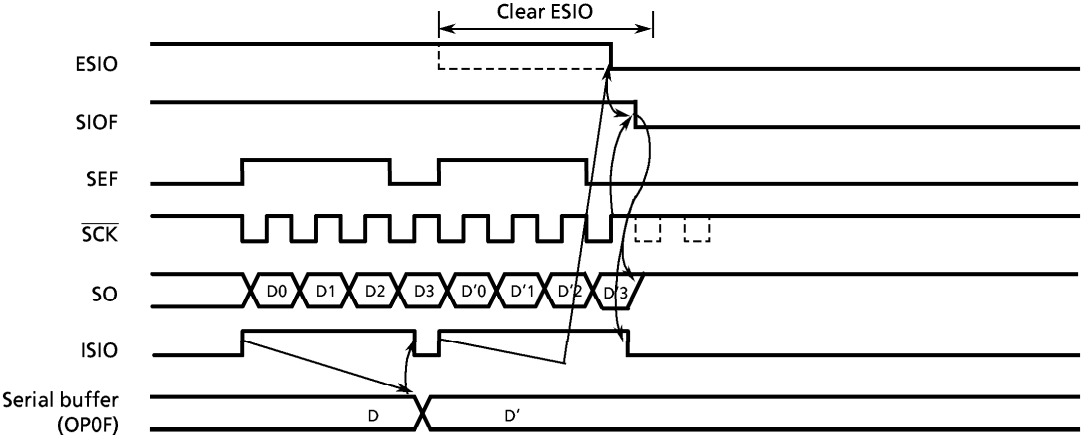 Clear ESIO
ESIO
SIOF
SEF
SCK
SO D0 D1 D2 D3 D′0 D′1 D′2 D′3
ISIO
Serial buffer
(OP0F) D D′